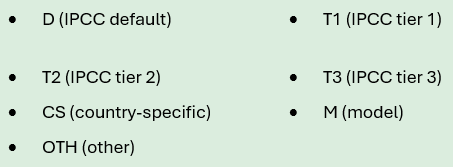 • D (IPCC default) • T1 (IPCC tier 1)
• T2 (IPCC tier 2) • T3 (IPCC tier 3)
• CS (country-specific) • M (model)
• OTH (other)